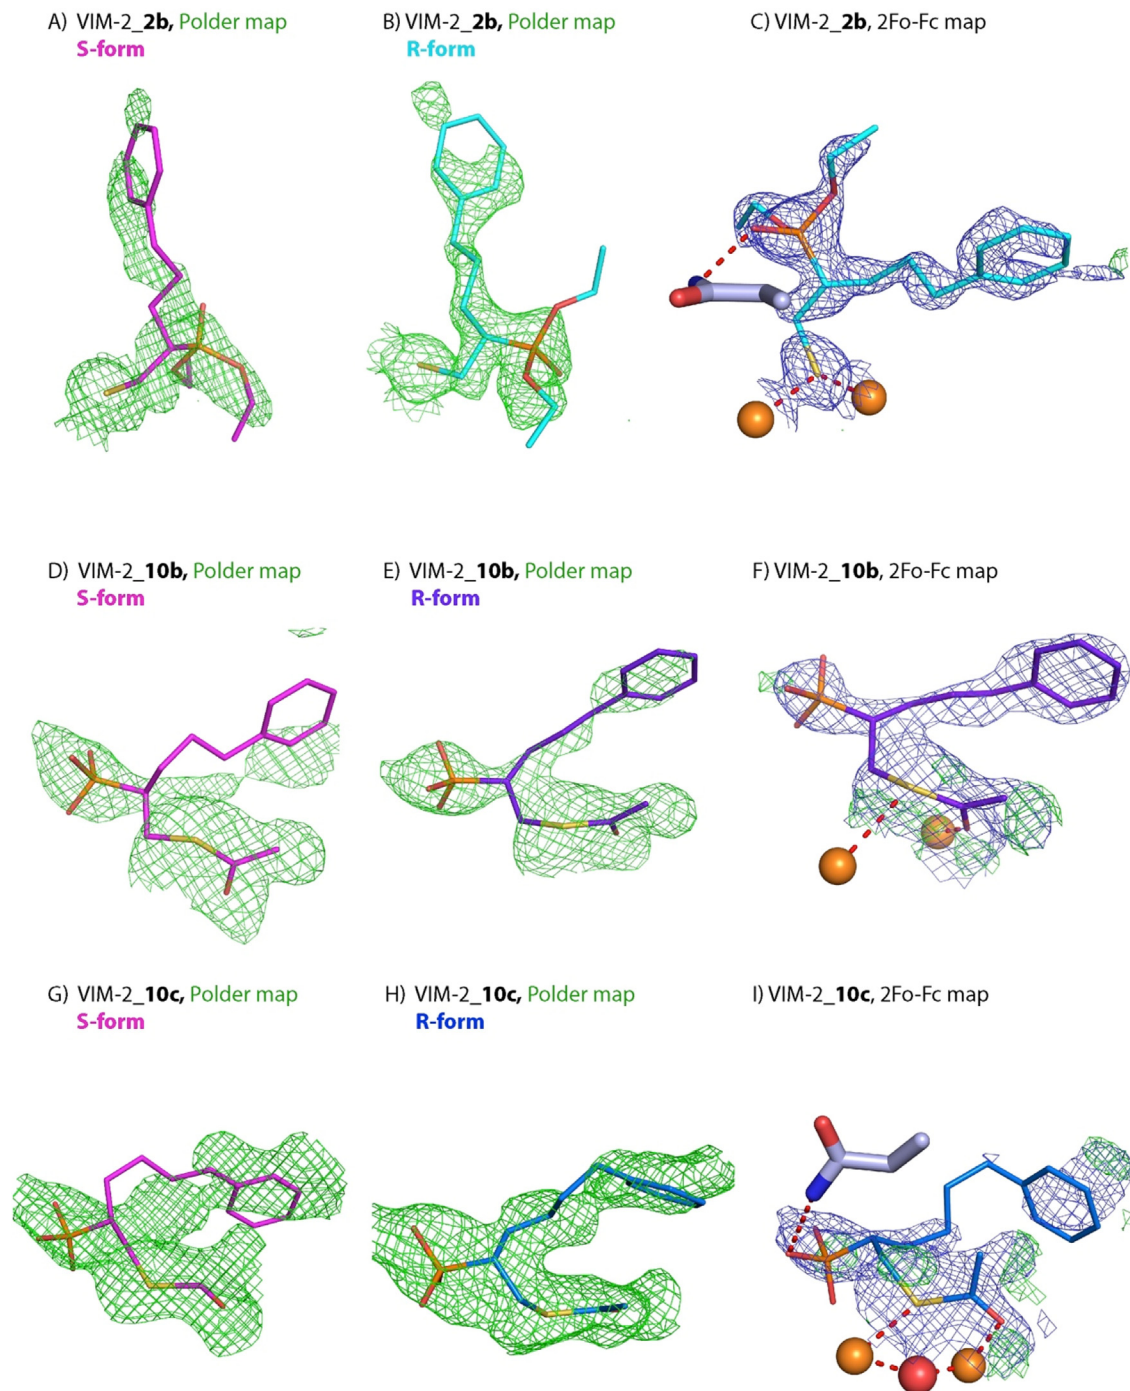 A) VIM-2_2b, Polder map
S-form
B) VIM-2_2b, Polder map
R-form
C) VIM-2_2b, 2Fo-Fc map
D) VIM-2_10b, Polder map
S-form
E) VIM-2_10b, Polder map
R-form
F) VIM-2_10b, 2Fo-Fc map
G) VIM-2_10c, Polder map
S-form
H) VIM-2_10c, Polder map
R-form
I) VIM-2_10c, 2Fo-Fc map